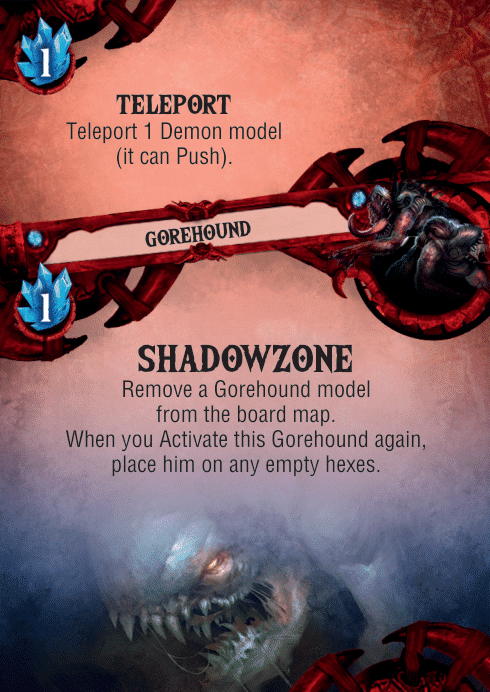 1
TELEPORT
Teleport 1 Demon model
(it can Push).
GOREHOUND
1
SHADOWZONE
Remove a Gorehound model
from the board map.
When you Activate this Gorehound again,
place him on any empty hexes.